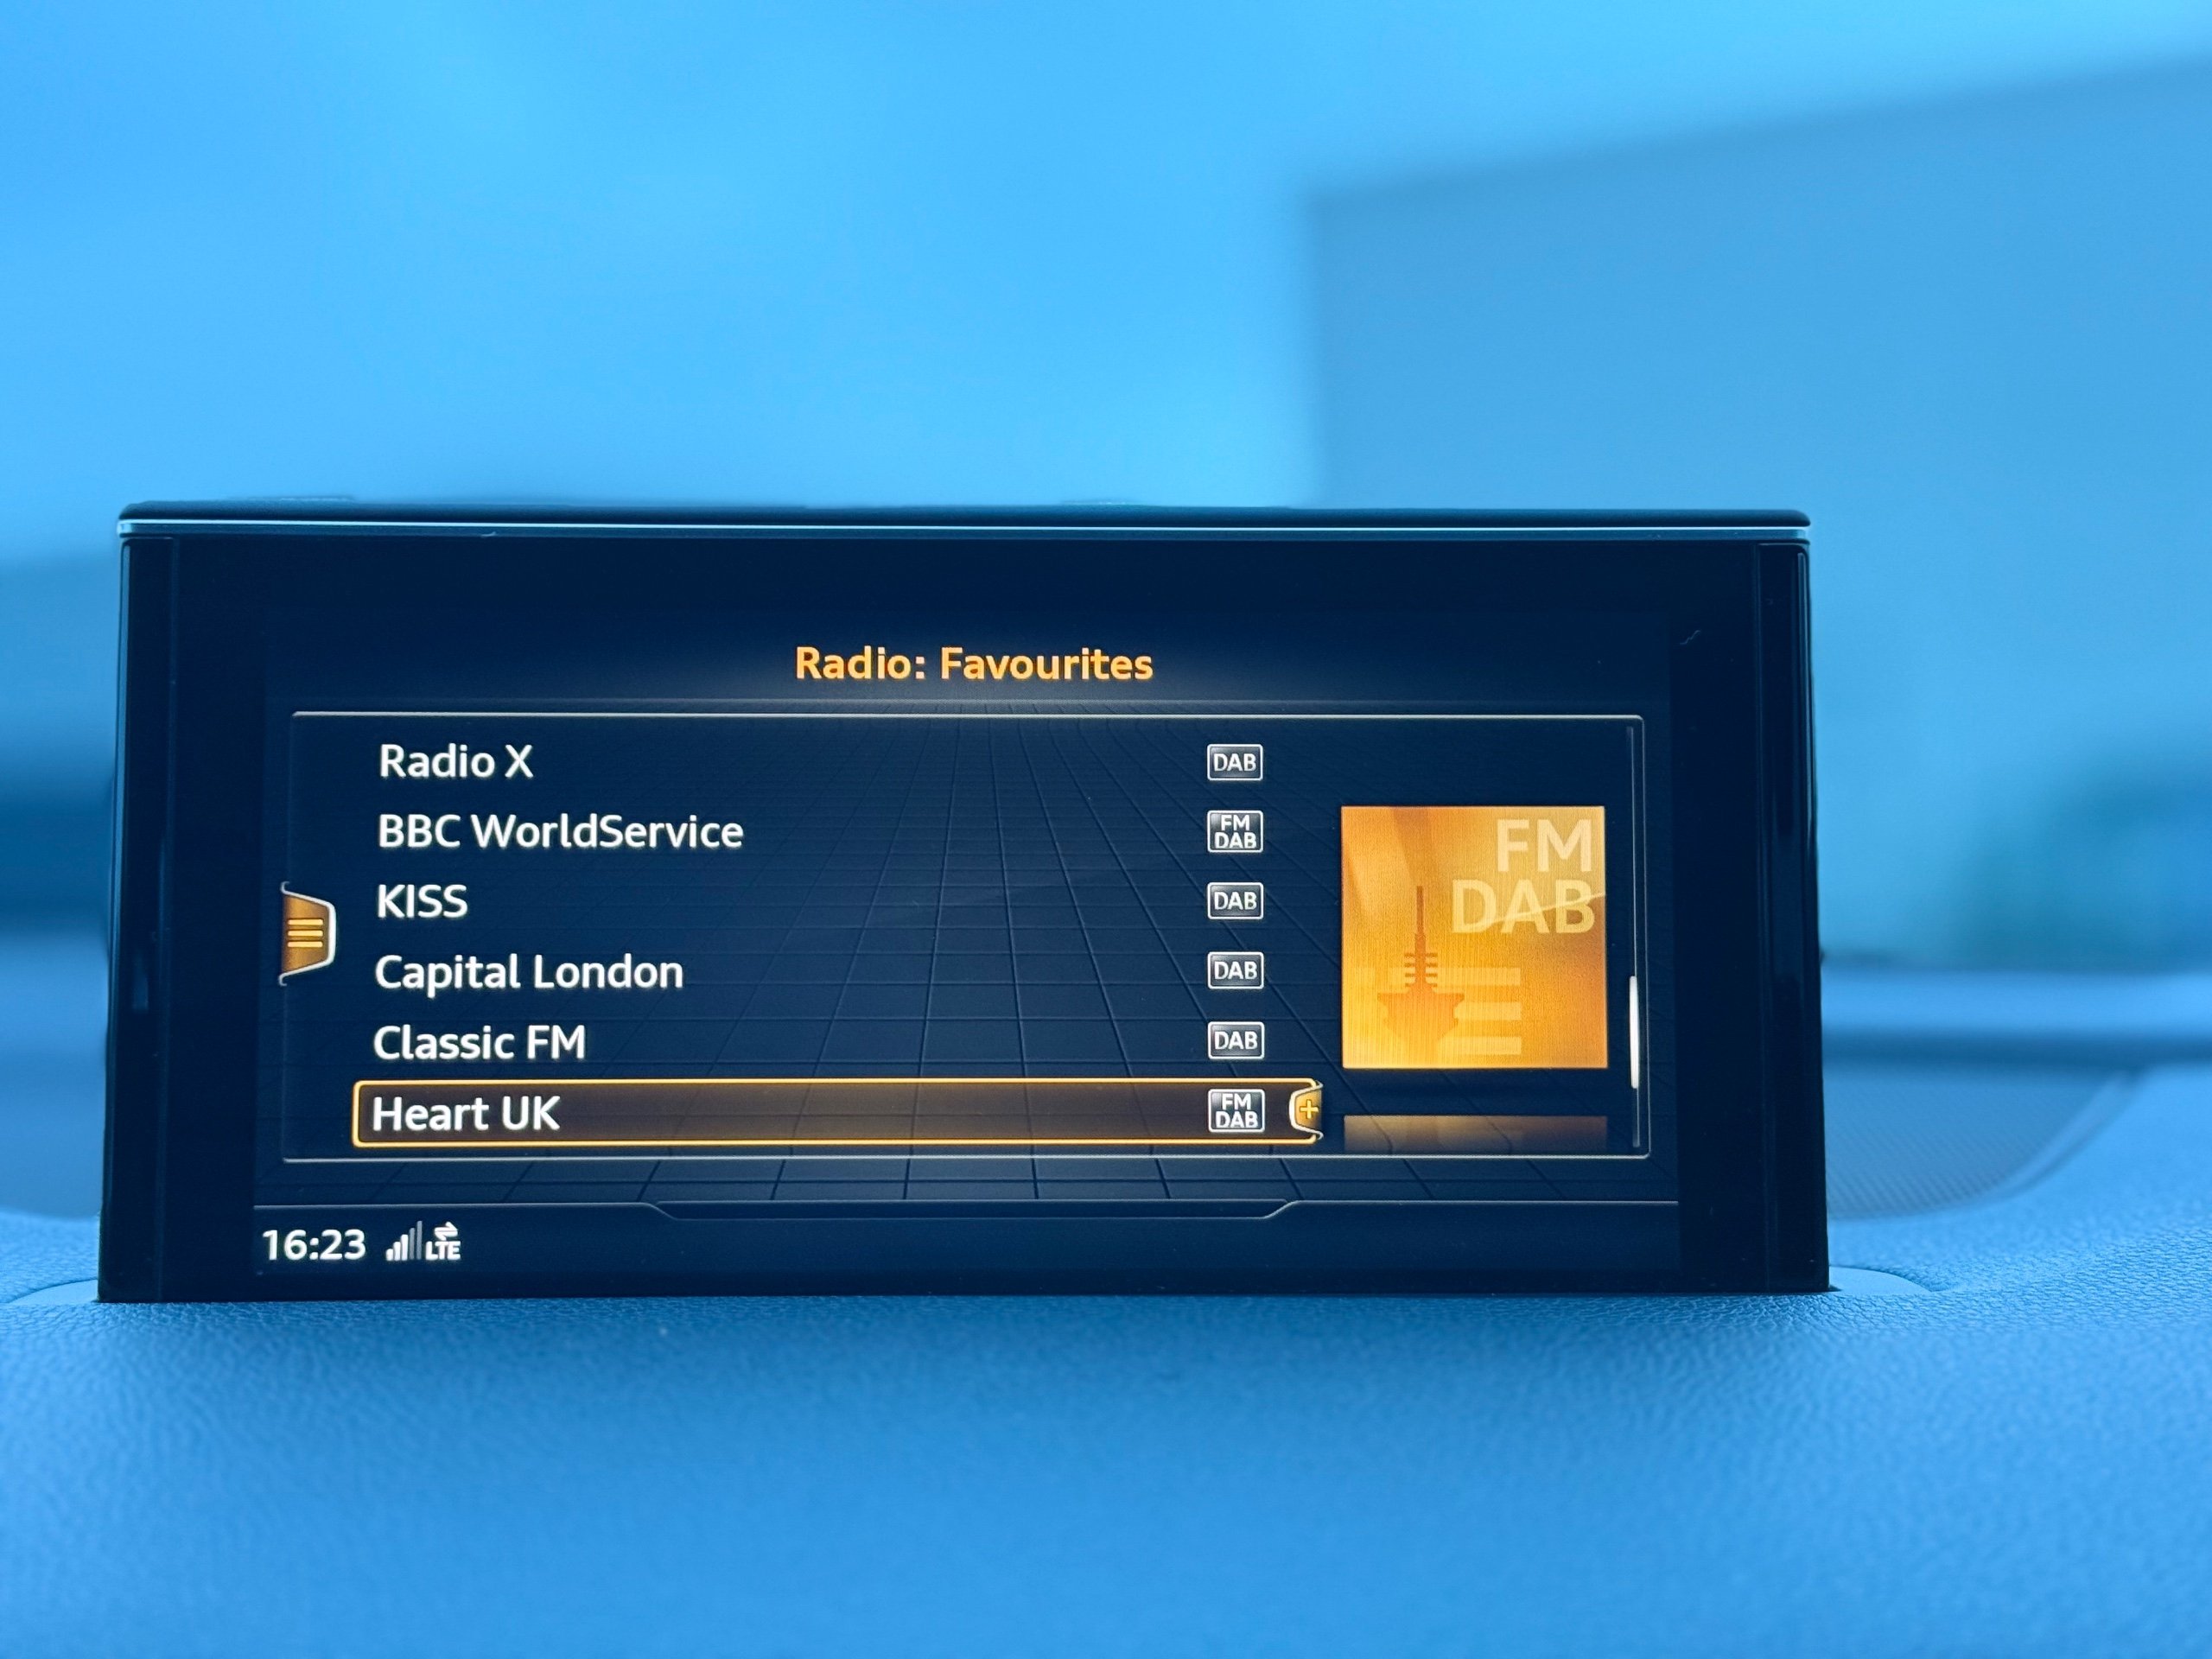 Radio: Favourites
Radio X DAB
BBC WorldService FM DAB
KISS DAB
Capital London DAB
Classic FM DAB
Heart UK FM DAB
FM
DAB
16:23 LTE